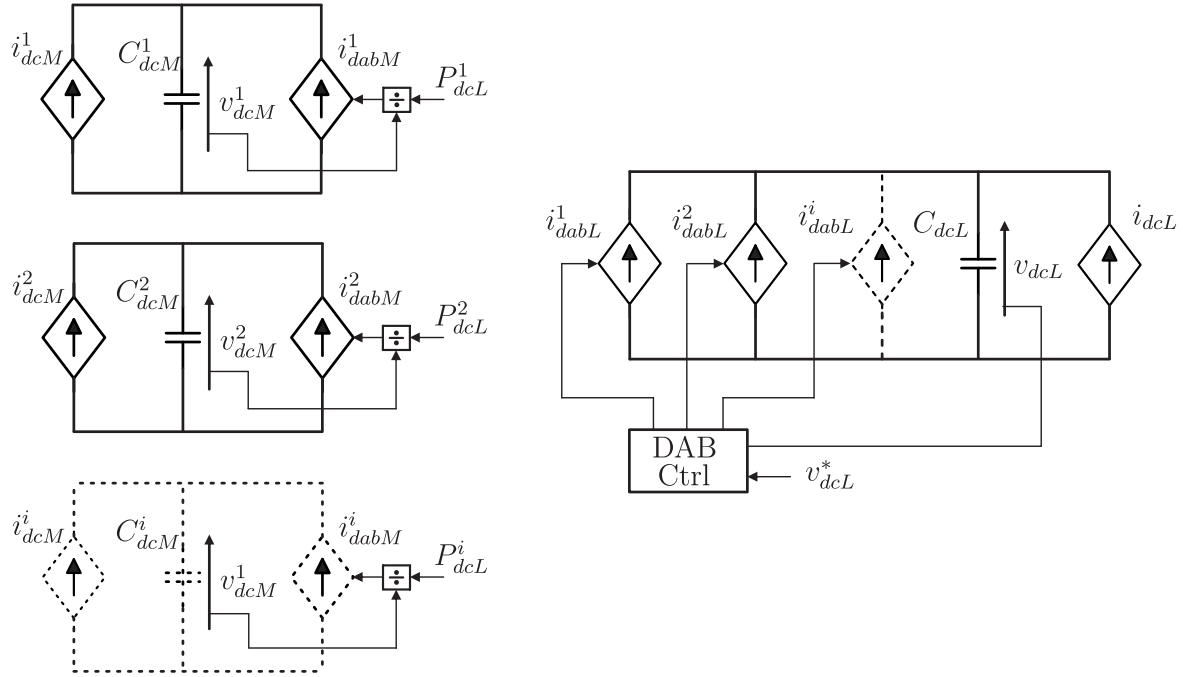 i^1_{dcM} C^1_{dcM} v^1_{dcM} i^1_{dabM} ÷ P^1_{dcL}
i^2_{dcM} C^2_{dcM} v^2_{dcM} i^2_{dabM} ÷ P^2_{dcL}
i^i_{dcM} C^i_{dcM} v^1_{dcM} i^i_{dabM} ÷ P^i_{dcL}
i^1_{dabL} i^2_{dabL} i^i_{dabL} C_{dcL} v_{dcL} i_{dcL}
DAB
Ctrl
v^*_{dcL}